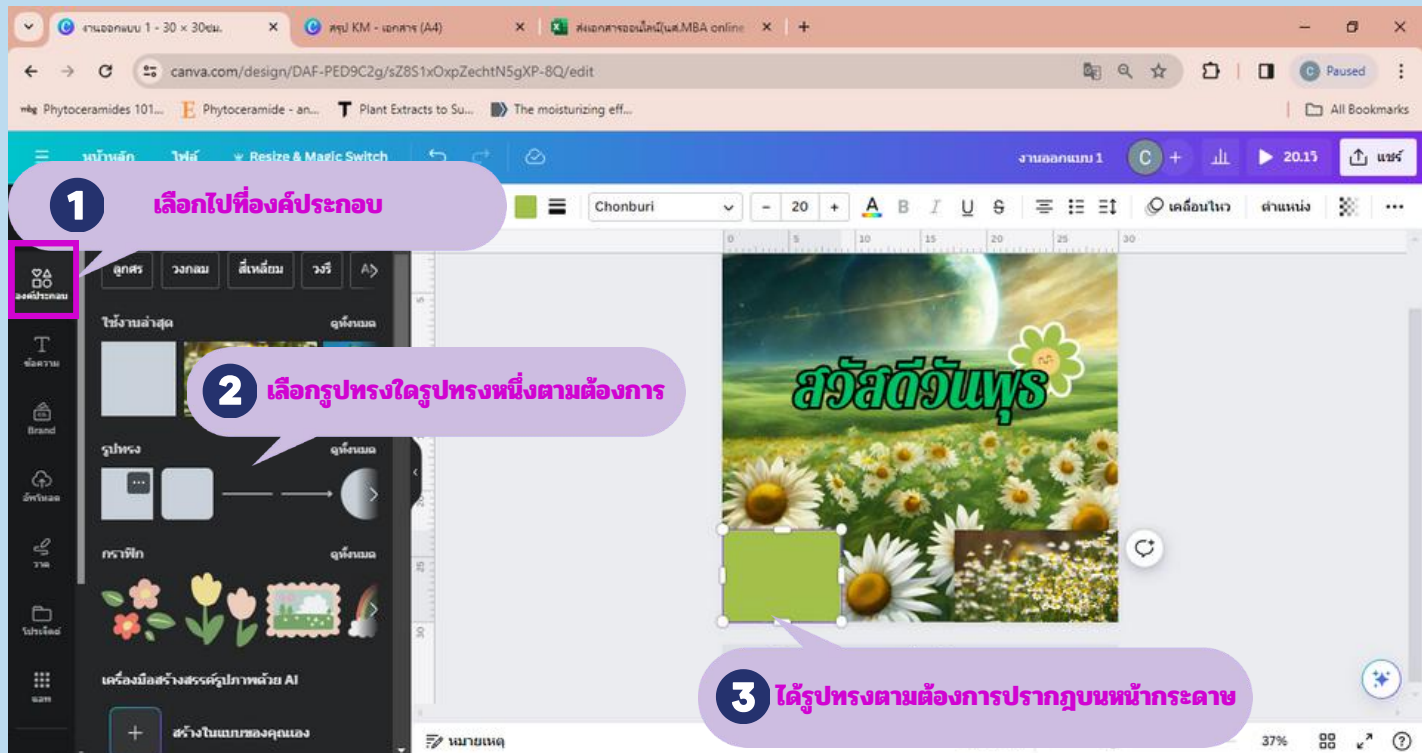 งานออกแบบ 1 - 30 × 30ซม.
สรุป KM - เอกสาร (A4)
ส่งเอกสารออนไลน์(นศ.MBA online
canva.com/design/DAF-PED9C2g/sZ8S1xOxpZechtN5gXP-8Q/edit
C Paused
mbg Phytoceramides 101...
E Phytoceramide - an...
T Plant Extracts to Su...
The moisturizing eff...
All Bookmarks
หน้าหลัก ไฟล์ Resize & Magic Switch
งานออกแบบ 1 C + 20.15 แชร์
1 เลือกไปที่องค์ประกอบ
Chonburi - 20 + A B I U S เคลื่อนไหว ตำแหน่ง
0 5 10 15 20 25 30
องค์ประกอบ
ลูกศร วงกลม สี่เหลี่ยม วงรี
ใช้งานล่าสุด ดูทั้งหมด
T
ข้อความ
2 เลือกรูปทรงใดรูปทรงหนึ่งตามต้องการ
สวัสดีวันพุธ
Brand
รูปทรง ดูทั้งหมด
อัพโหลด
วาด
กราฟิก ดูทั้งหมด
โปรเจ็คต์
แอพ
เครื่องมือสร้างสรรค์รูปภาพด้วย AI
สร้างในแบบของคุณเอง
5
20
25
30
3 ได้รูปทรงตามต้องการปรากฎบนหน้ากระดาษ
หมายเหตุ
37%